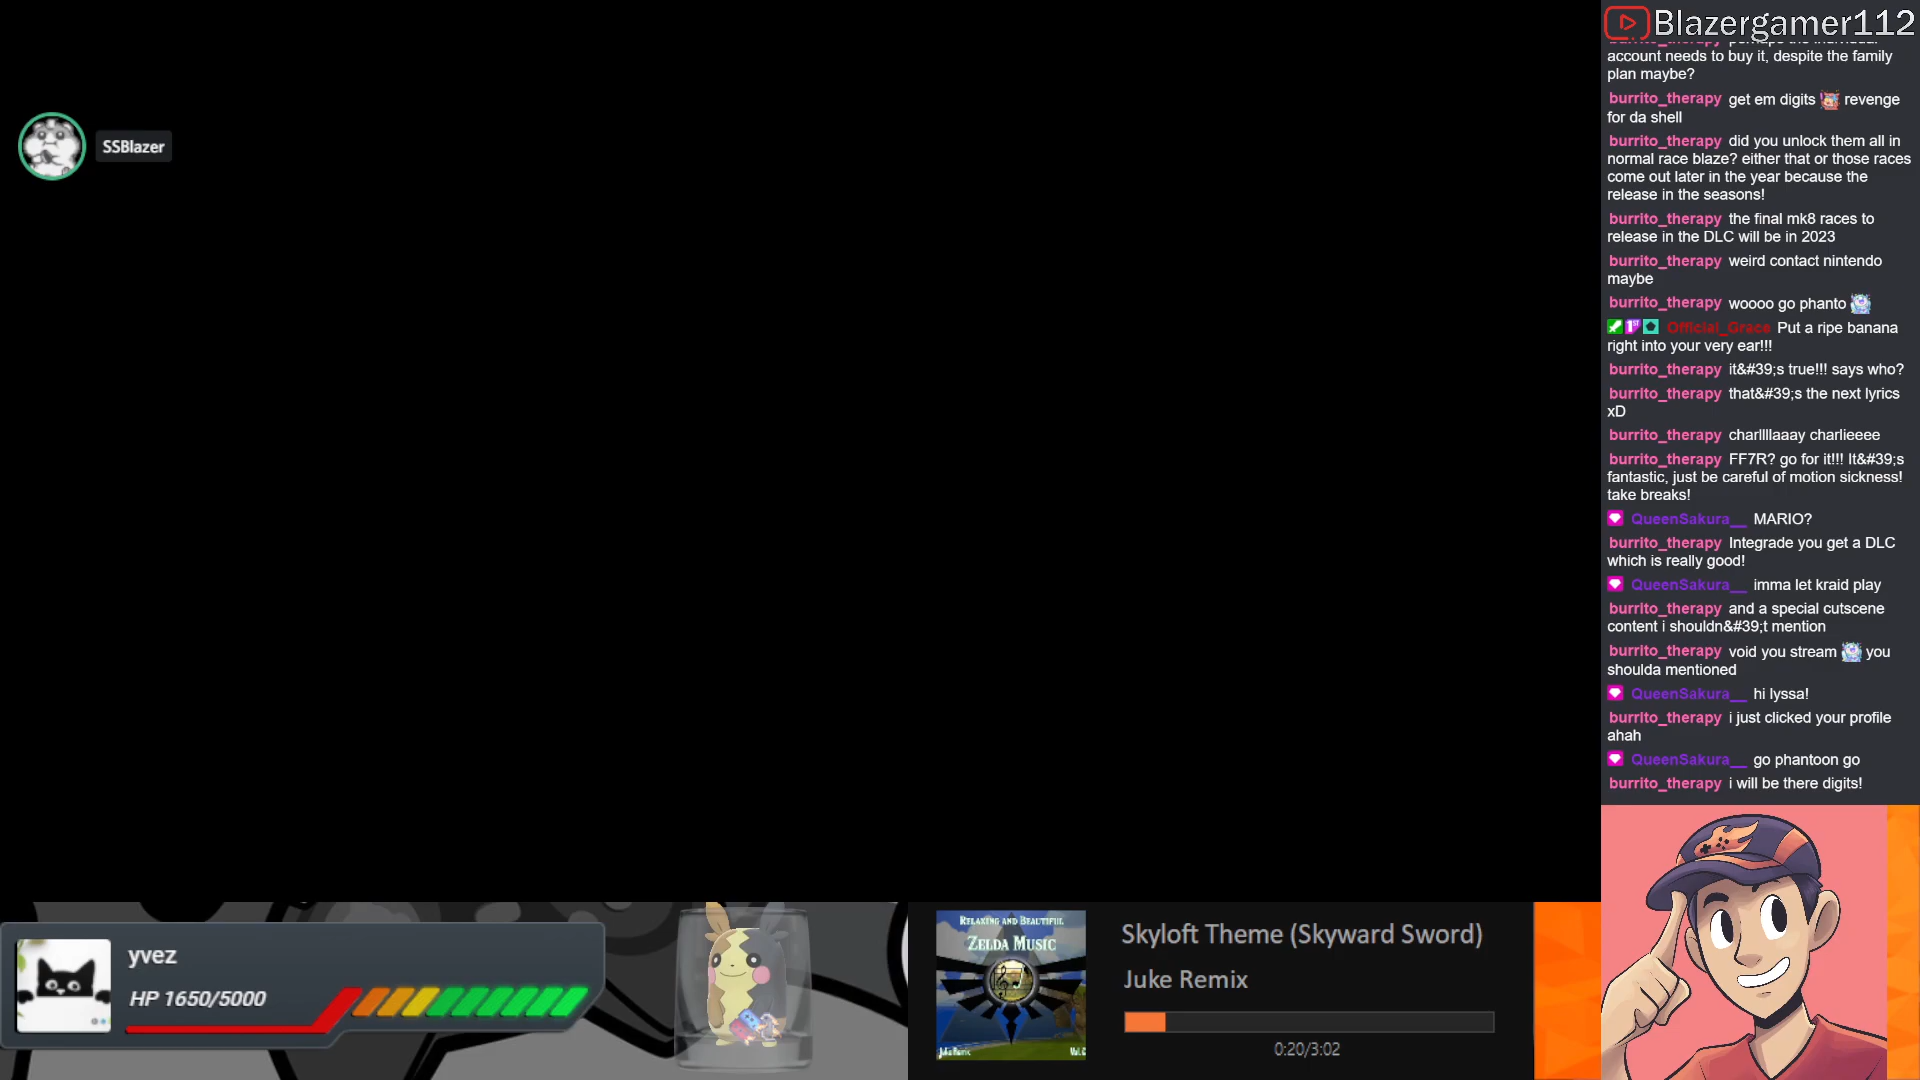 Blazergamer112
account needs to buy it, despite the family
plan maybe?
burrito_therapy get em digits revenge
for da shell
burrito_therapy did you unlock them all in
normal race blaze? either that or those races
come out later in the year because the
release in the seasons!
burrito_therapy the final mk8 races to
release in the DLC will be in 2023
burrito_therapy weird contact nintendo
maybe
burrito_therapy woooo go phanto
Official_Grace Put a ripe banana
right into your very ear!!!
burrito_therapy it&#39;s true!!! says who?
burrito_therapy that&#39;s the next lyrics
xD
burrito_therapy charllllaaay charlieeee
burrito_therapy FF7R? go for it!!! It&#39;s
fantastic, just be careful of motion sickness!
take breaks!
QueenSakura__ MARIO?
burrito_therapy Integrade you get a DLC
which is really good!
QueenSakura__ imma let kraid play
burrito_therapy and a special cutscene
content i shouldn&#39;t mention
burrito_therapy void you stream you
shoulda mentioned
QueenSakura__ hi lyssa!
burrito_therapy i just clicked your profile
ahah
QueenSakura__ go phantoon go
burrito_therapy i will be there digits!
SSBlazer
yvez
HP 1650/5000
RELAXING AND BEAUTIFUL
ZELDA MUSIC
Skyloft Theme (Skyward Sword)
Juke Remix
0:20/3:02